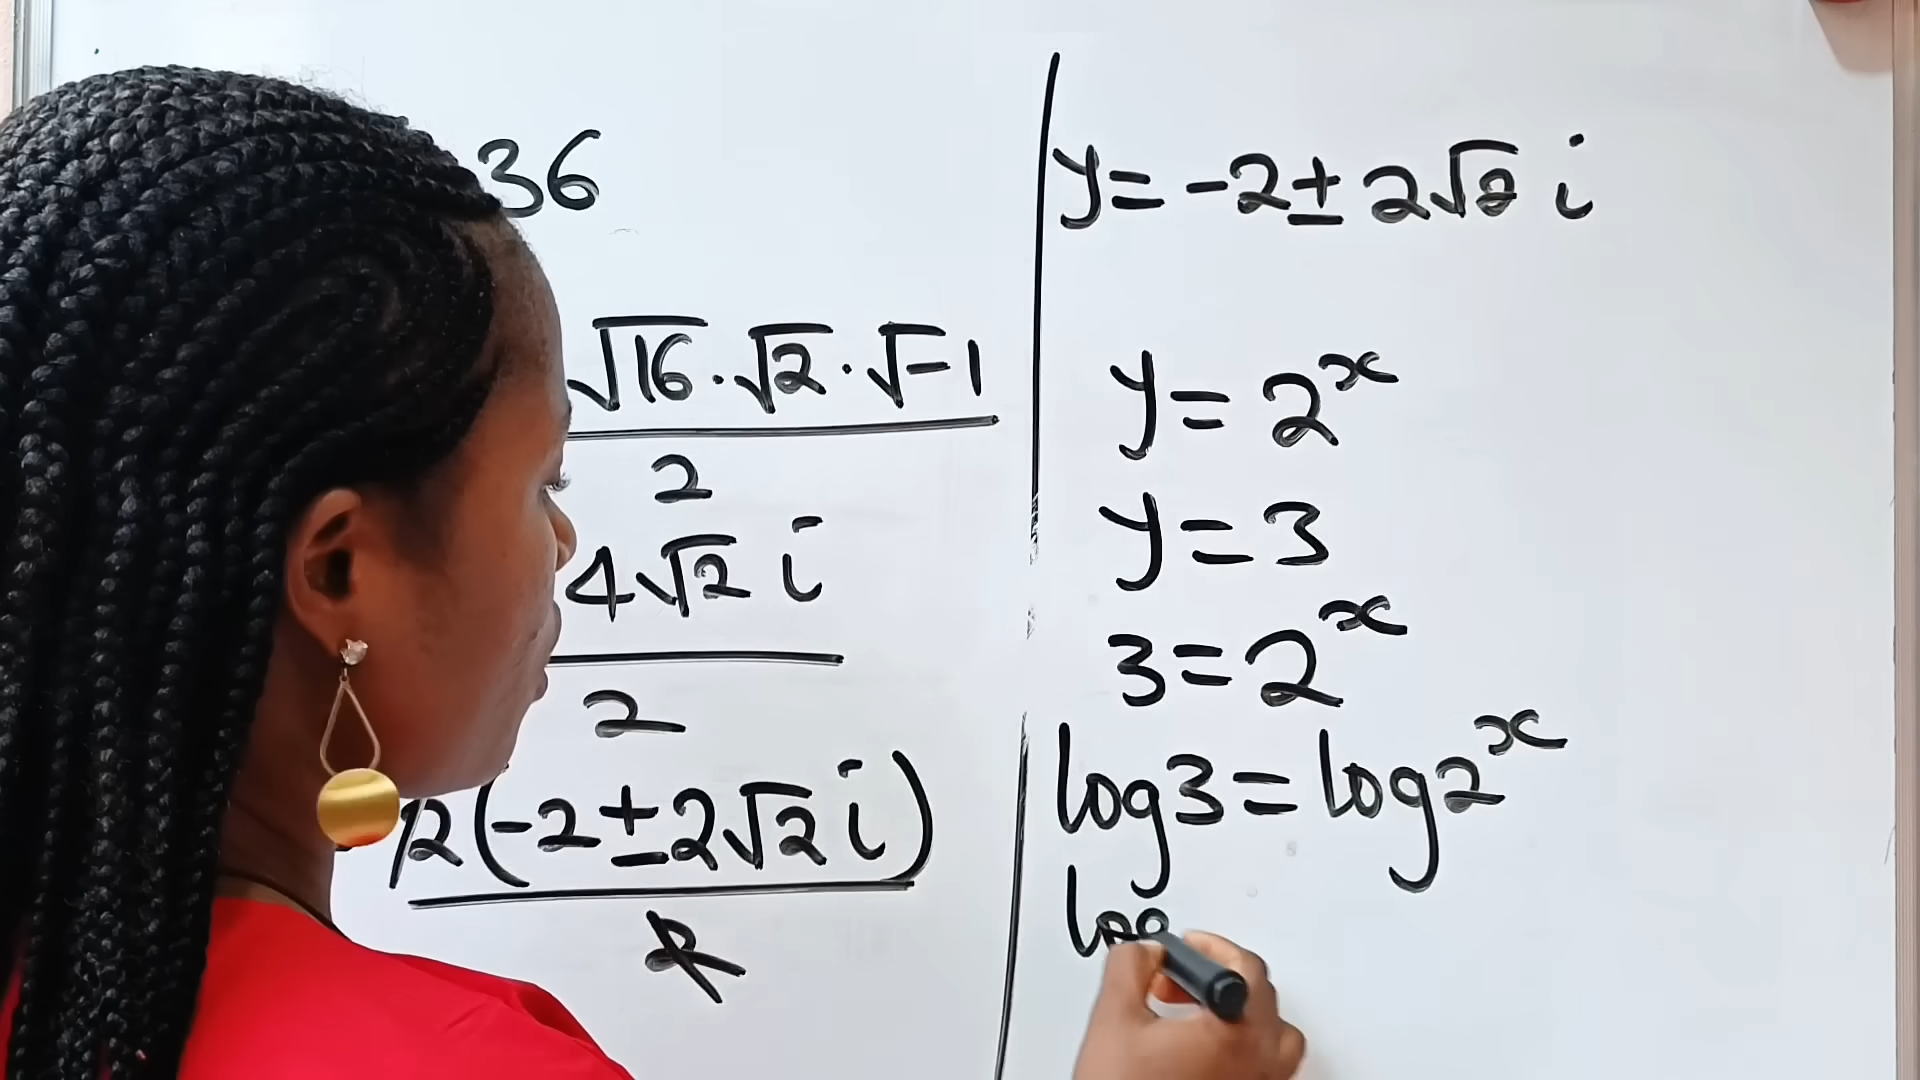 36
√16·√2·√-1
2
4√2 i
2
2(-2±2√2 i)
2
y=-2±2√2 i
y=2^x
y=3
3=2^x
log3=log2^x
log